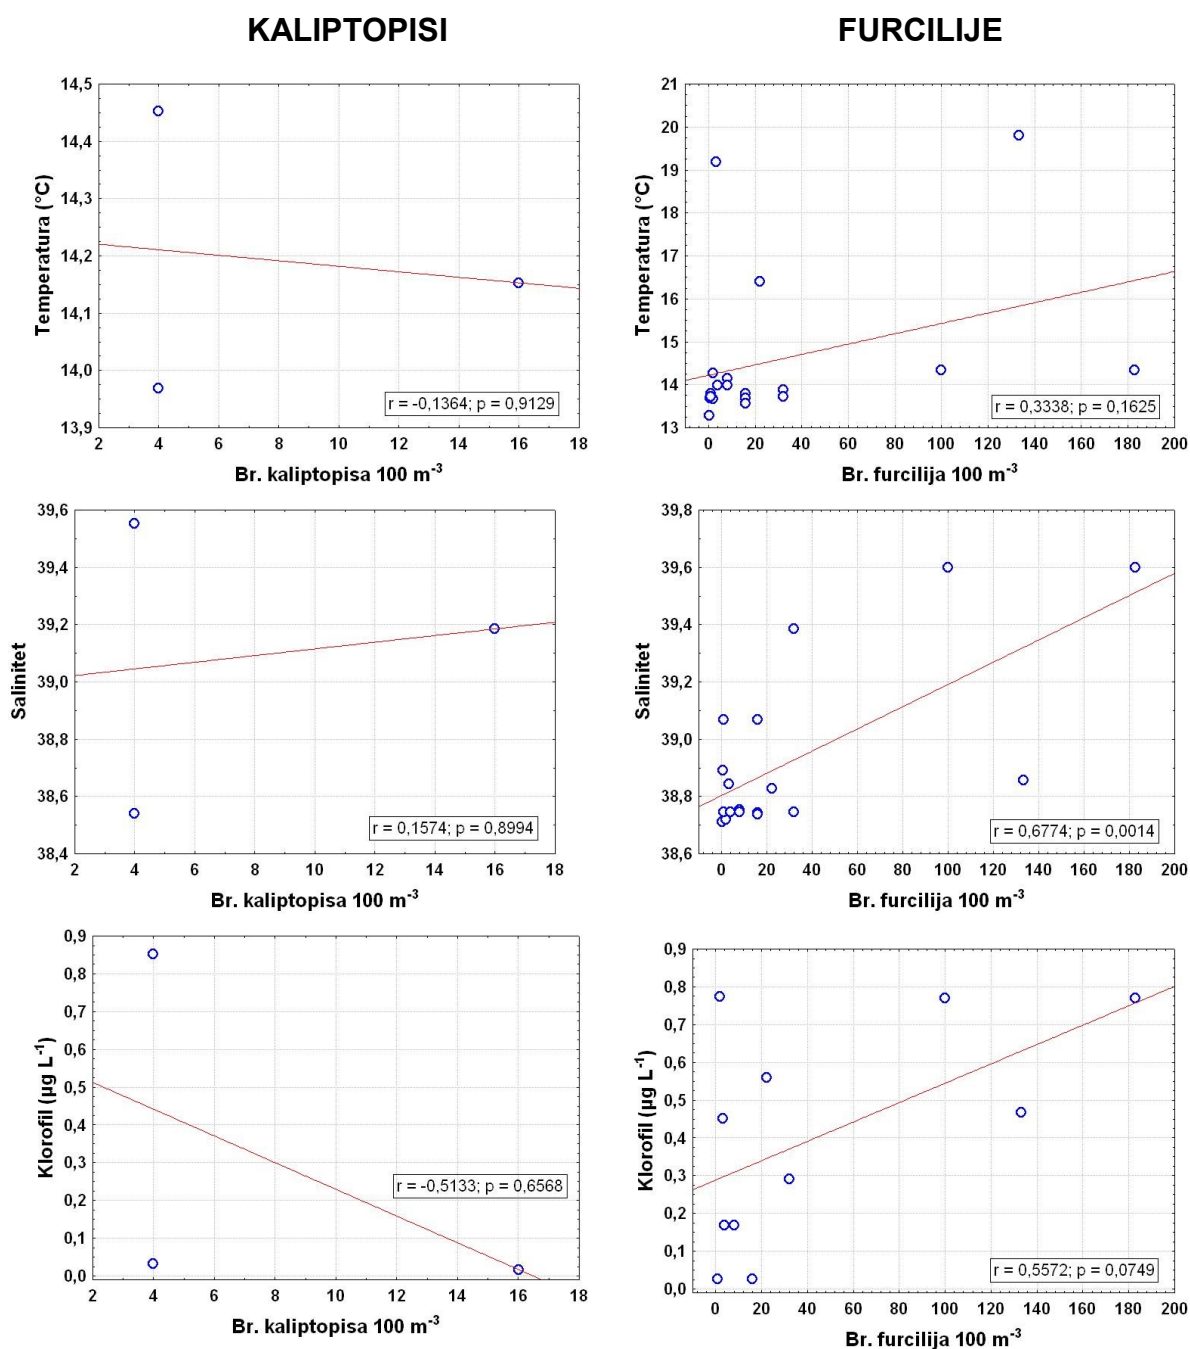 KALIPTOPISI
FURCILIJE
14,5
14,4
14,3
14,2
14,1
14,0
13,9
Temperatura (°C)
r = -0,1364; p = 0,9129
2 4 6 8 10 12 14 16 18
Br. kaliptopisa 100 m⁻³
21
20
19
18
17
16
15
14
13
Temperatura (°C)
r = 0,3338; p = 0,1625
0 20 40 60 80 100 120 140 160 180 200
Br. furcilija 100 m⁻³
39,6
39,4
39,2
39,0
38,8
38,6
38,4
Salinitet
r = 0,1574; p = 0,8994
2 4 6 8 10 12 14 16 18
Br. kaliptopisa 100 m⁻³
39,8
39,6
39,4
39,2
39,0
38,8
38,6
Salinitet
r = 0,6774; p = 0,0014
0 20 40 60 80 100 120 140 160 180 200
Br. furcilija 100 m⁻³
0,9
0,8
0,7
0,6
0,5
0,4
0,3
0,2
0,1
0,0
Klorofil (µg L⁻¹)
r = -0,5133; p = 0,6568
2 4 6 8 10 12 14 16 18
Br. kaliptopisa 100 m⁻³
0,9
0,8
0,7
0,6
0,5
0,4
0,3
0,2
0,1
0,0
Klorofil (µg L⁻¹)
r = 0,5572; p = 0,0749
0 20 40 60 80 100 120 140 160 180 200
Br. furcilija 100 m⁻³